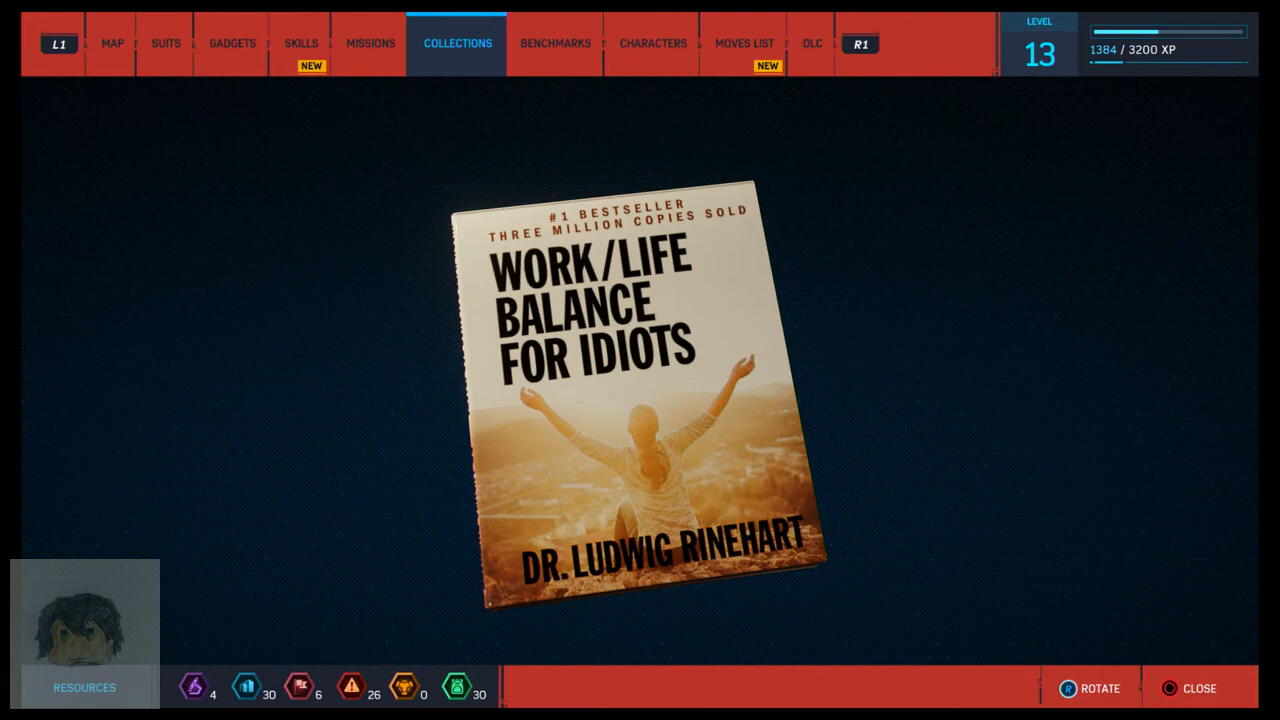 L1
MAP
SUITS
GADGETS
SKILLS
MISSIONS
COLLECTIONS
BENCHMARKS
CHARACTERS
MOVES LIST
DLC
R1
NEW
NEW
LEVEL
13
1384 / 3200 XP
#1 BESTSELLER
THREE MILLION COPIES SOLD
WORK/LIFE
BALANCE
FOR IDIOTS
DR. LUDWIG RINEHART
RESOURCES
4
30
6
26
0
30
R ROTATE
CLOSE